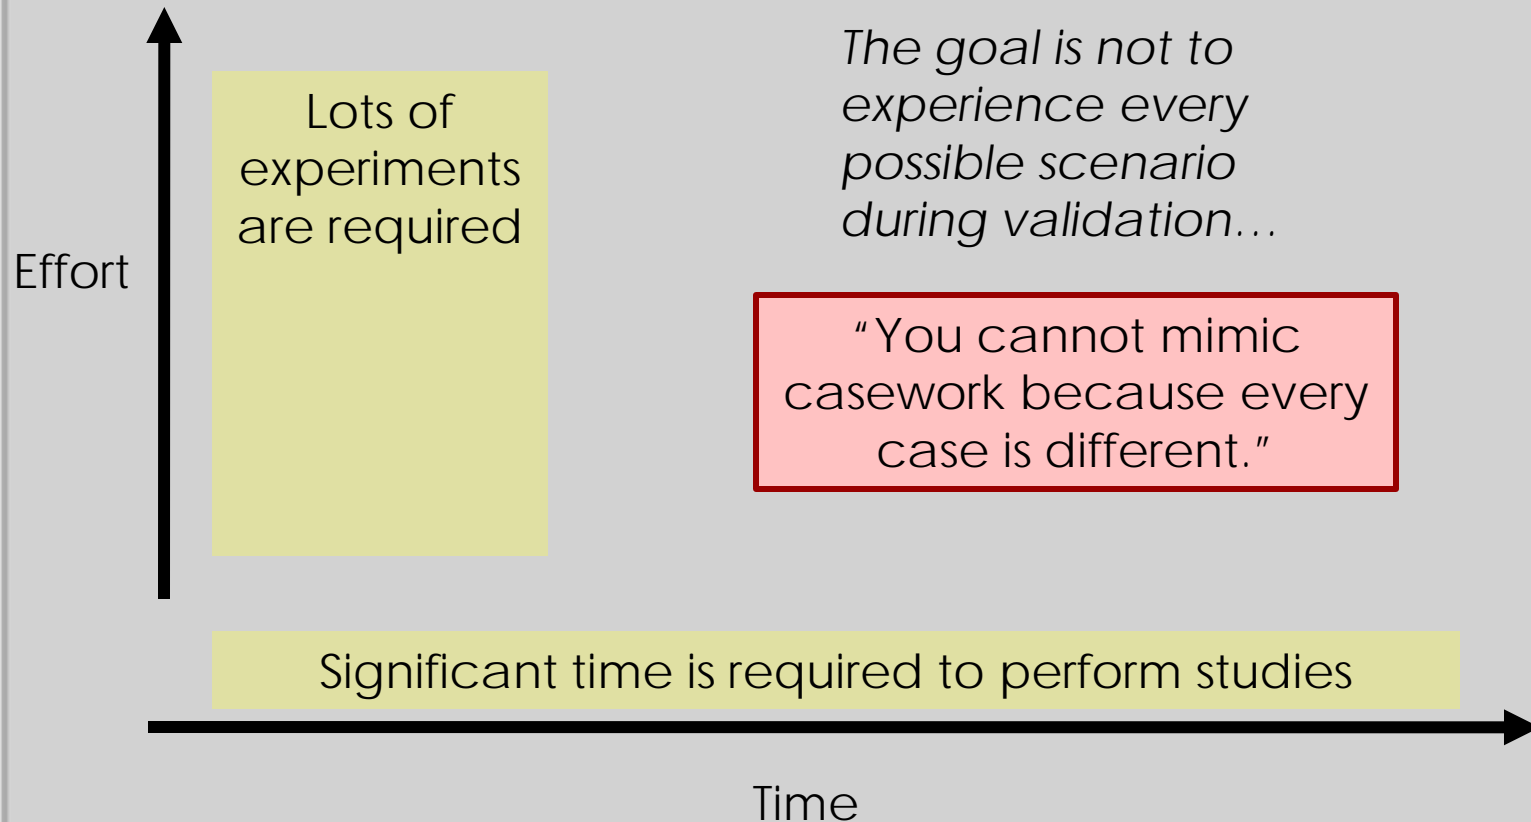 The goal is not to
experience every
possible scenario
during validation…
Lots of
experiments
are required
Effort
“You cannot mimic
casework because every
case is different.”
Significant time is required to perform studies
Time